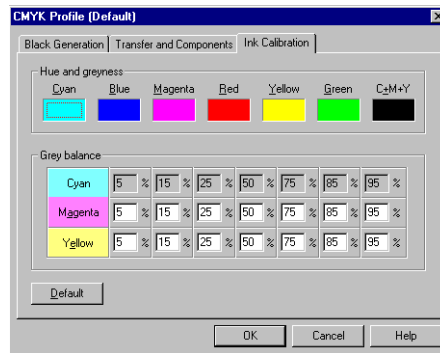 CMYK Profile (Default)
Black Generation Transfer and Components Ink Calibration
Hue and greyness
Cyan Blue Magenta Red Yellow Green C+M+Y
Grey balance
Cyan 5 % 15 % 25 % 50 % 75 % 85 % 95 %
Magenta 5 % 15 % 25 % 50 % 75 % 85 % 95 %
Yellow 5 % 15 % 25 % 50 % 75 % 85 % 95 %
Default
OK Cancel Help